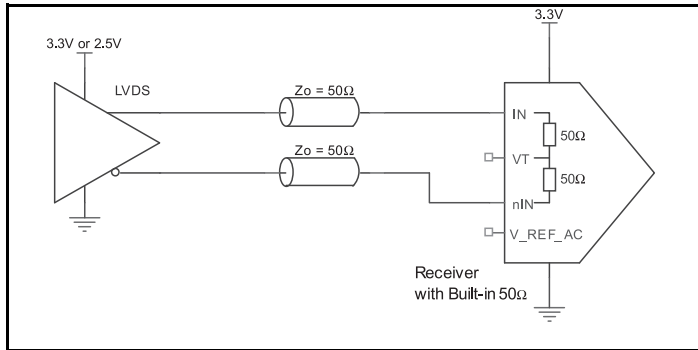 3.3V
3.3V or 2.5V
LVDS
Zo = 50Ω
IN
50Ω
Zo = 50Ω
VT
50Ω
nIN
V_REF_AC
Receiver
with Built-in 50Ω